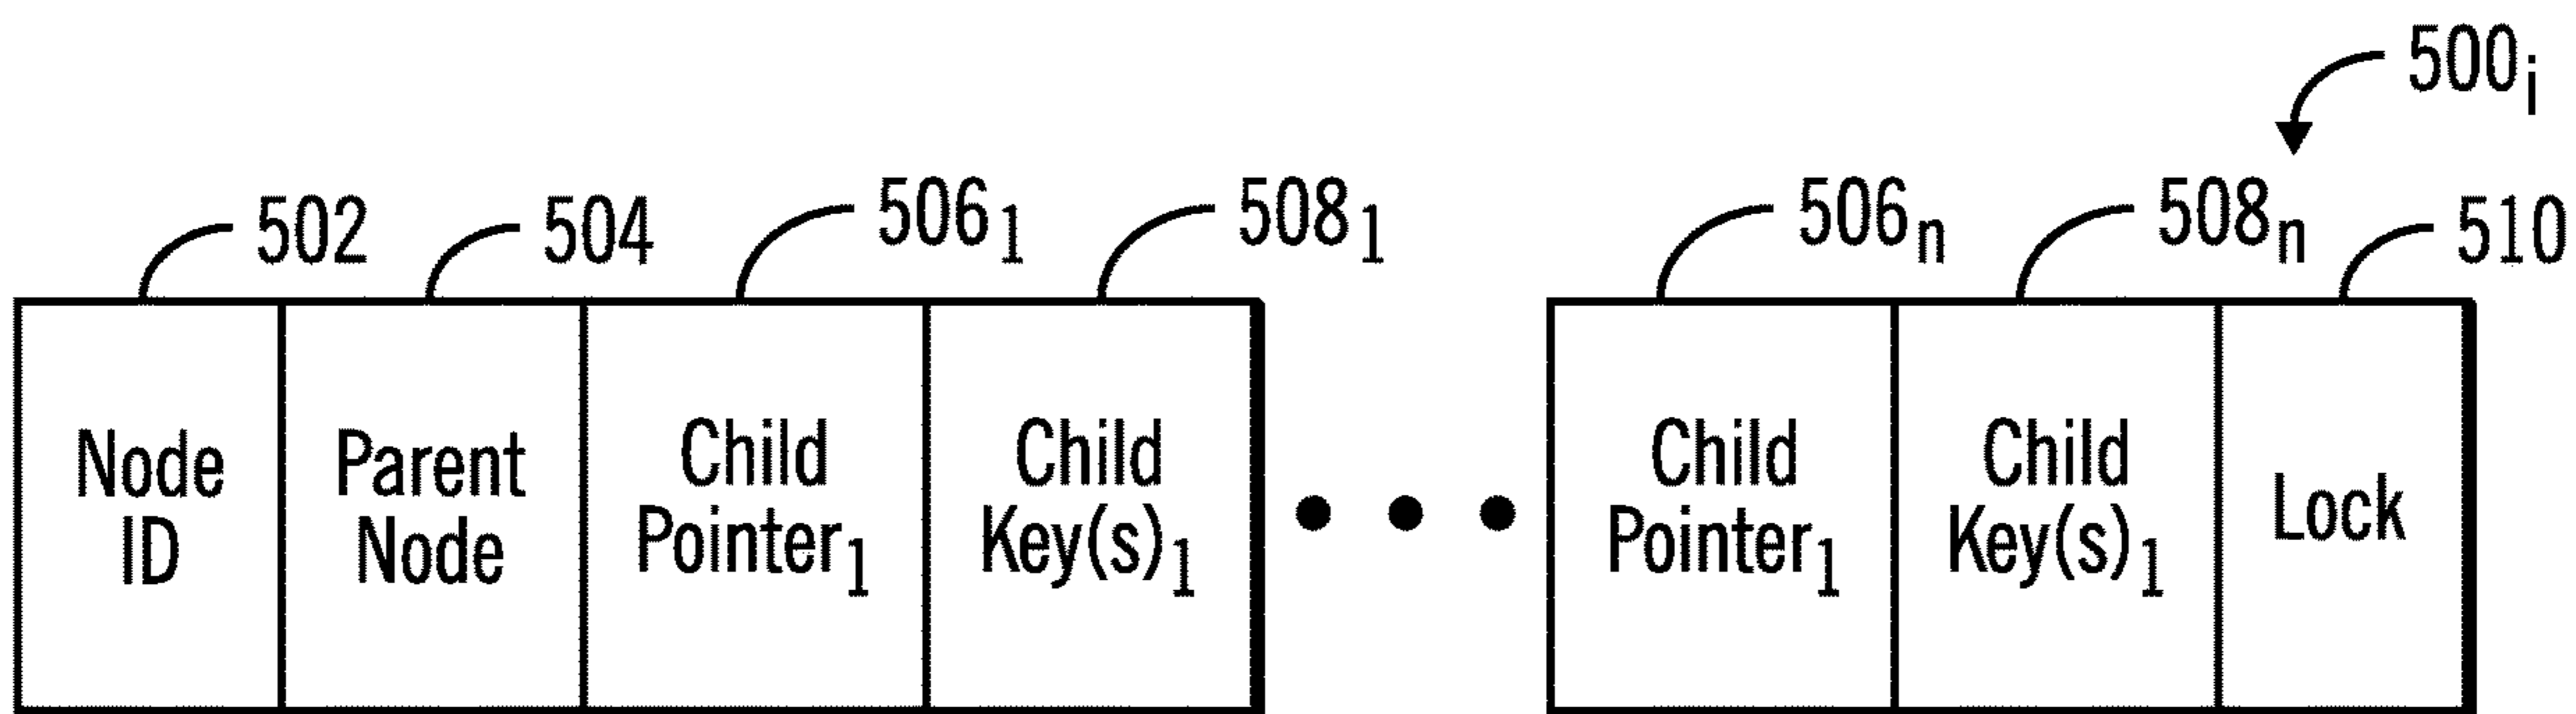 500i
502
504
5061
5081
506n
508n
510
Node
ID
Parent
Node
Child
Pointer1
Child
Key(s)1
Child
Pointer1
Child
Key(s)1
Lock